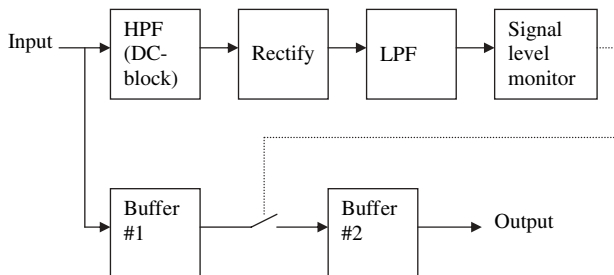 Input
HPF
(DC-
block)
Rectify
LPF
Signal
level
monitor
Buffer
#1
Buffer
#2
Output